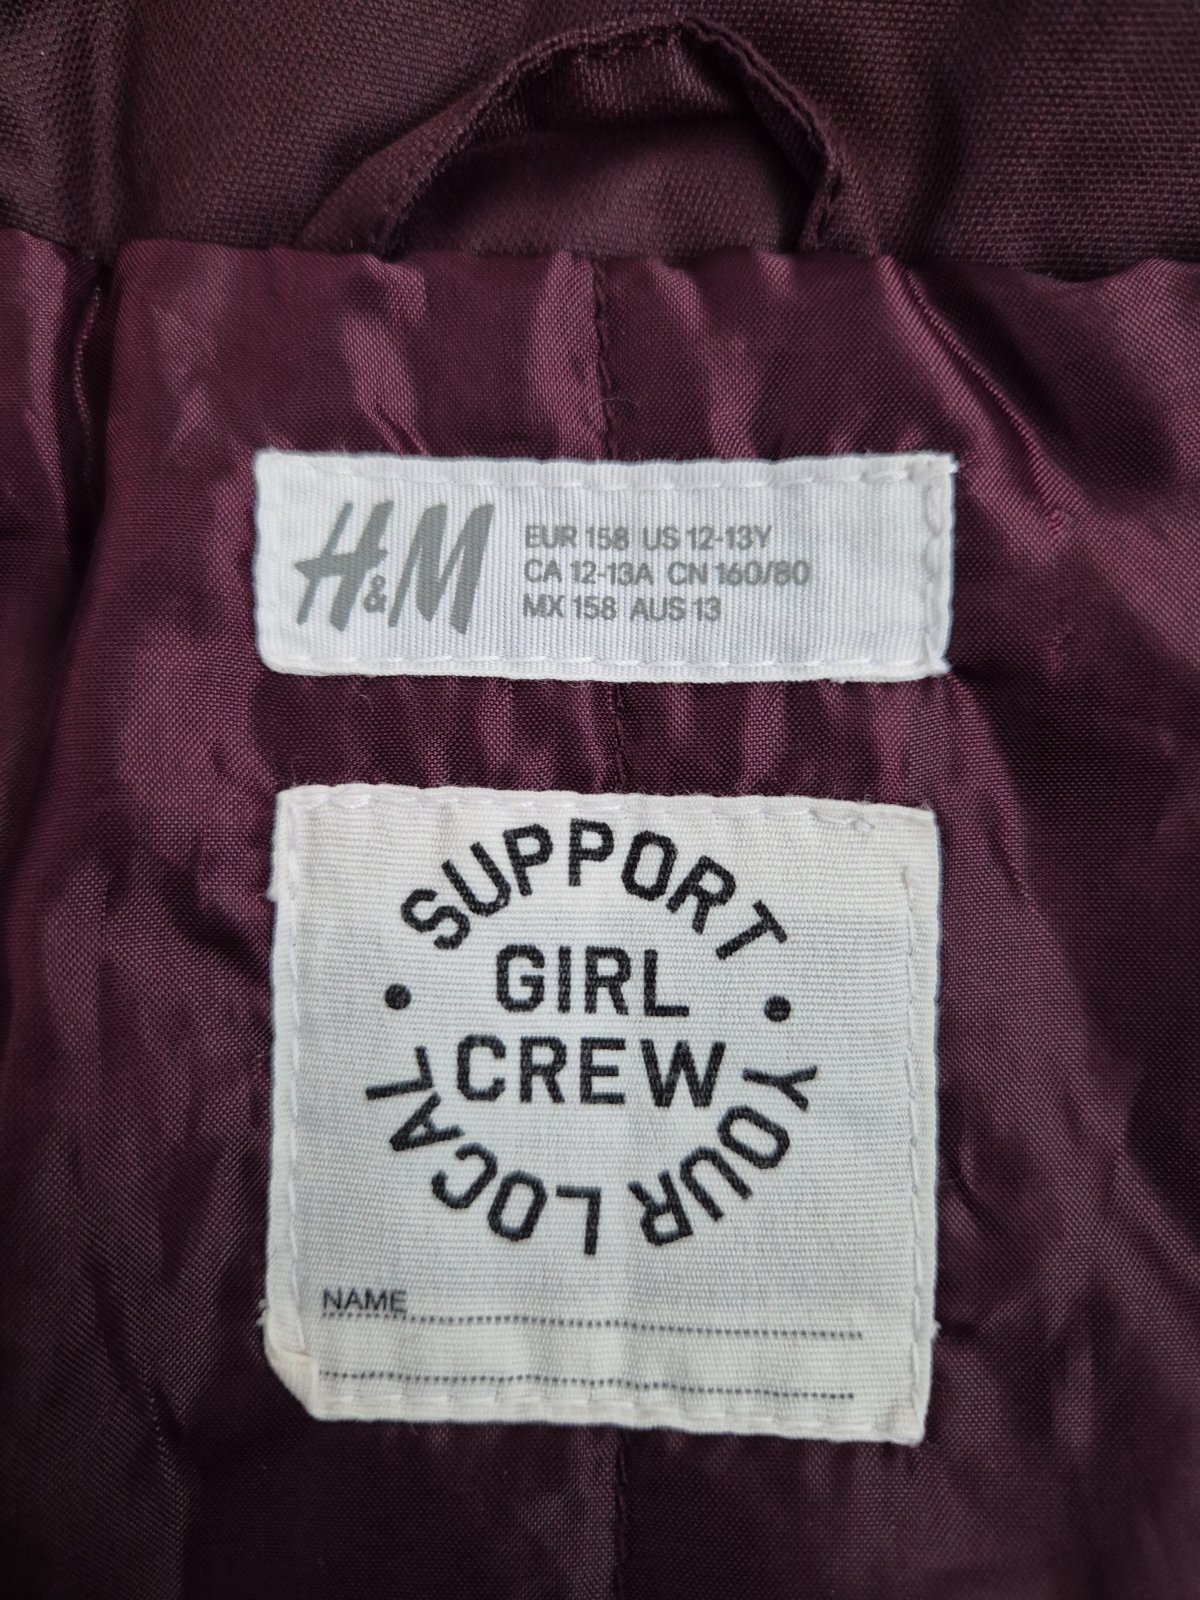 H&M
EUR 158 US 12-13Y
CA 12-13A CN 160/80
MX 158 AUS 13
SUPPORT
GIRL
CREW
YOUR LOCAL
NAME